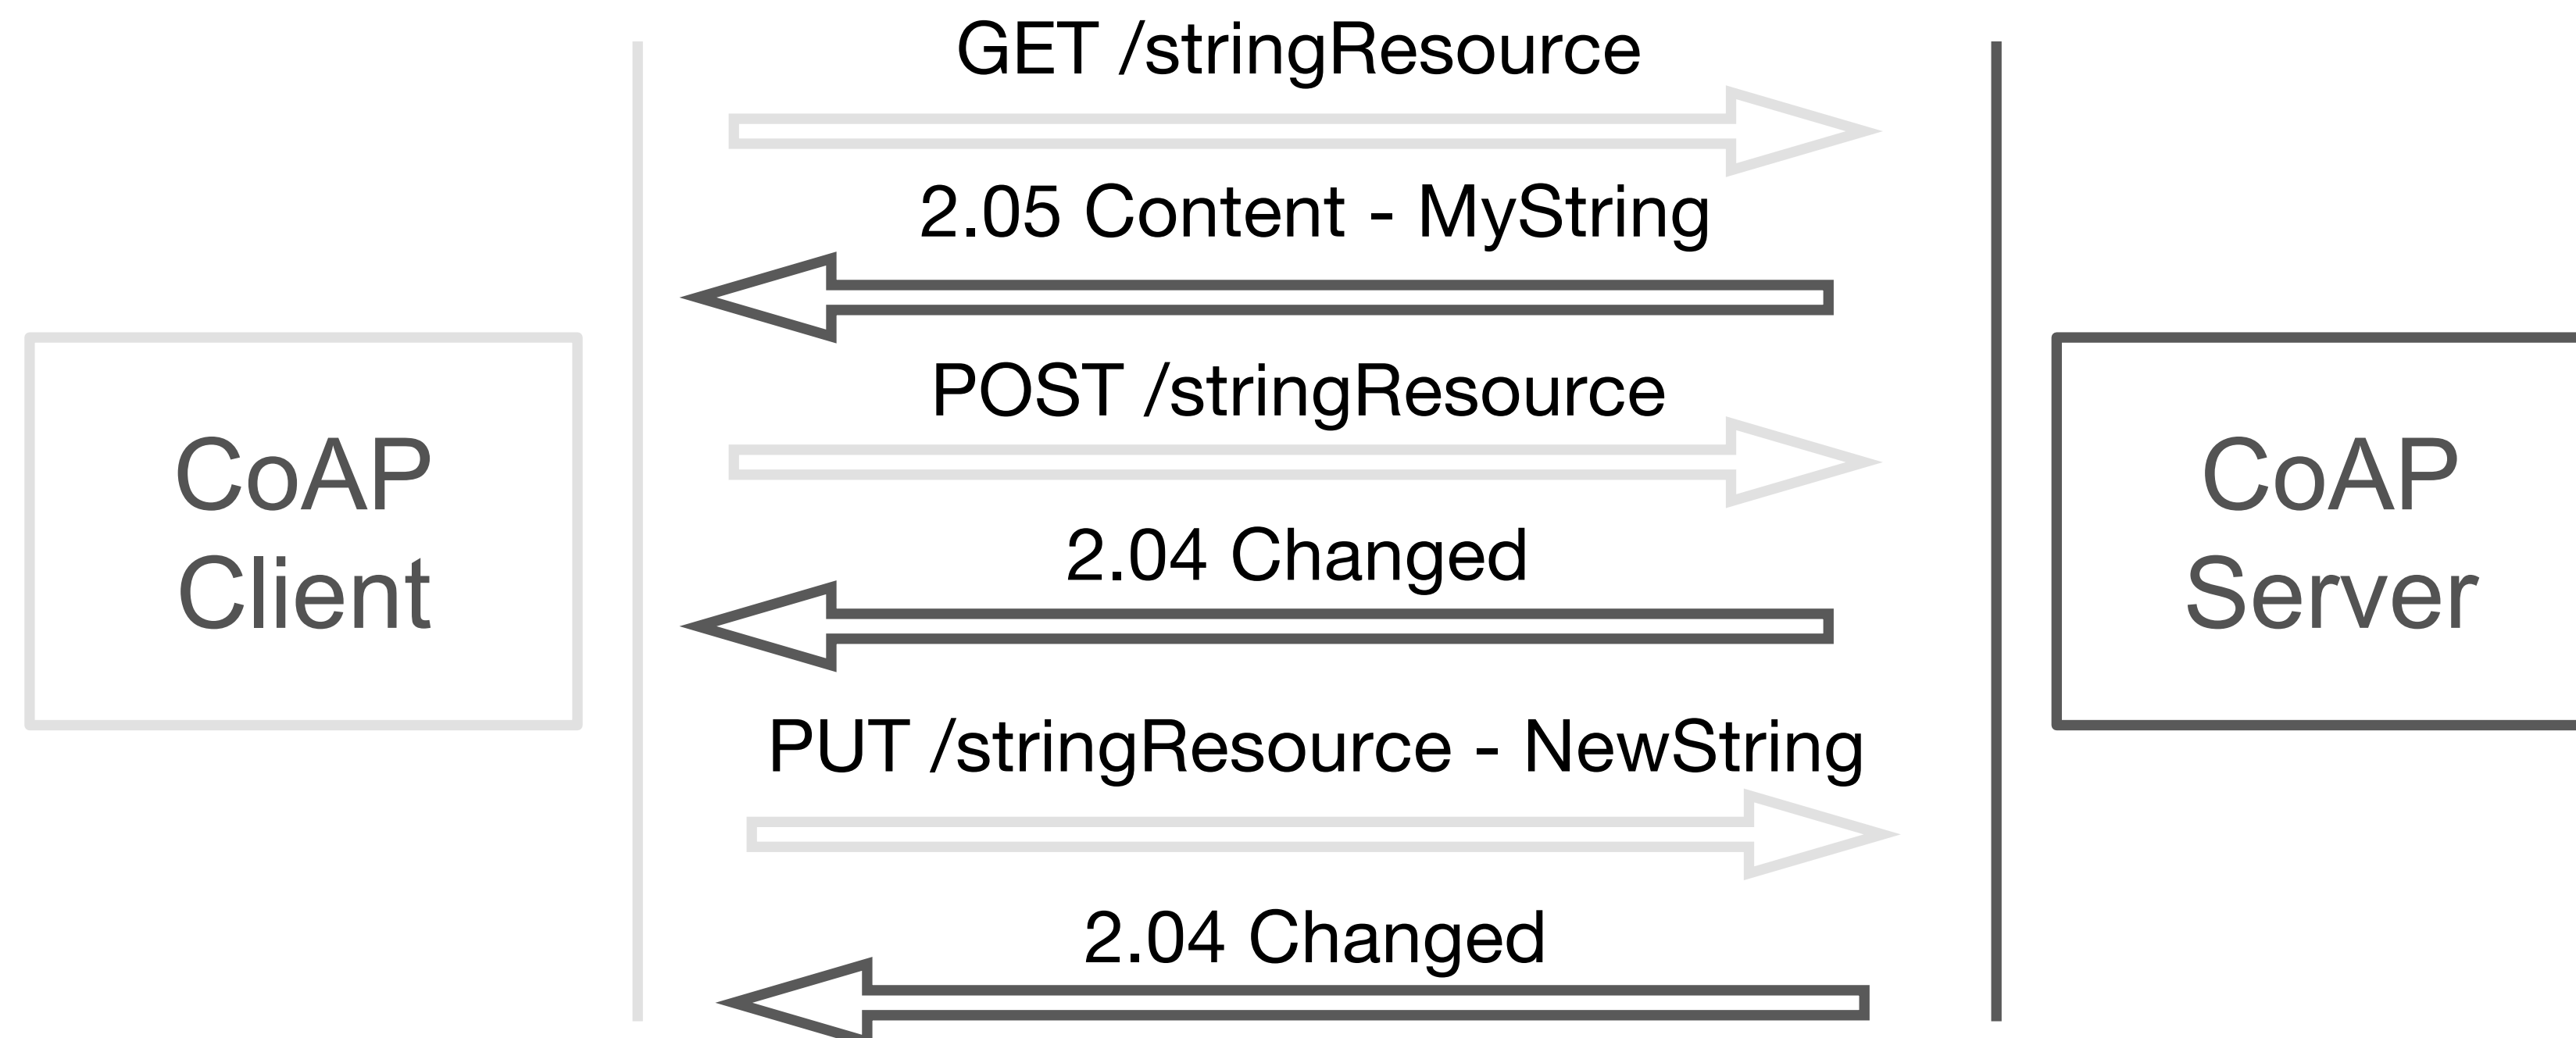 GET /stringResource
2.05 Content - MyString
POST /stringResource
CoAP
Client
CoAP
Server
2.04 Changed
PUT /stringResource - NewString
2.04 Changed